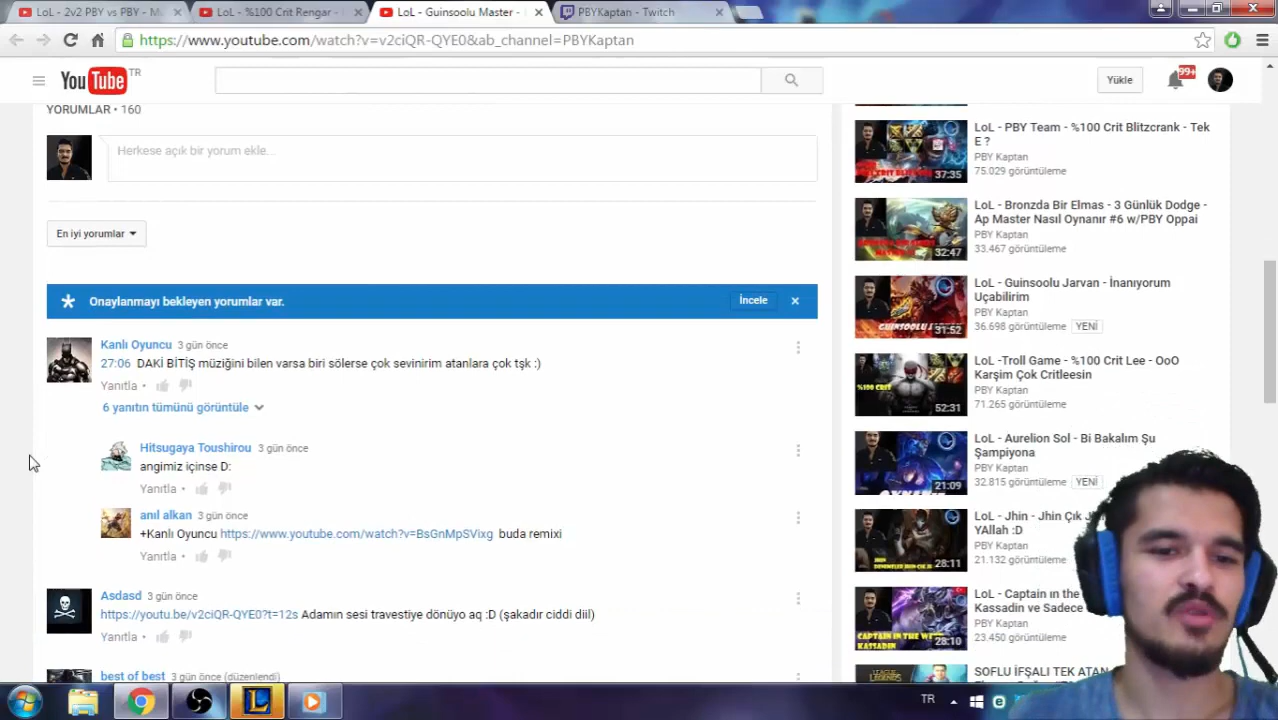 LoL - 2v2 PBY vs PBY - M
LoL - %100 Crit Rengar -
LoL - Guinsoolu Master -
PBYKaptan - Twitch
https://www.youtube.com/watch?v=v2ciQR-QYE0&ab_channel=PBYKaptan
YouTube TR
Yükle
99+
YORUMLAR • 160
Herkese açık bir yorum ekle...
En iyi yorumlar
Onaylanmayı bekleyen yorumlar var.
İncele
Kanlı Oyuncu 3 gün önce
27:06 DAKİ BİTİŞ müziğini bilen varsa biri sölerse çok sevinirim atanlara çok tşk :)
Yanıtla •
6 yanıtın tümünü görüntüle
Hitsugaya Toushirou 3 gün önce
angimiz içinse D:
Yanıtla •
anıl alkan 3 gün önce
+Kanlı Oyuncu https://www.youtube.com/watch?v=BsGnMpSVixg buda remixi
Yanıtla •
Asdasd 3 gün önce
https://youtu.be/v2ciQR-QYE0?t=12s Adamın sesi travestiye dönüyo aq :D (şakadır ciddi diil)
Yanıtla •
best of best 3 gün önce (düzenlendi)
LoL - PBY Team - %100 Crit Blitzcrank - Tek
E ?
PBY Kaptan
75.029 görüntüleme
37:35
LoL - Bronzda Bir Elmas - 3 Günlük Dodge -
Ap Master Nasıl Oynanır #6 w/PBY Oppai
PBY Kaptan
33.467 görüntüleme
32:47
LoL - Guinsoolu Jarvan - İnanıyorum
Uçabilirim
PBY Kaptan
36.698 görüntüleme YENİ
31:52
LoL -Troll Game - %100 Crit Lee - OoO
Karşim Çok Critleesin
PBY Kaptan
71.265 görüntüleme
%100
52:31
LoL - Aurelion Sol - Bi Bakalım Şu
Şampiyona
PBY Kaptan
32.815 görüntüleme YENİ
21:09
LoL - Jhin - Jhin Çık
YAllah :D
PBY Kaptan
21.132 görüntüleme
28:11
LoL - Captain ın the
Kassadin ve Sadece
PBY Kaptan
23.450 görüntüleme
CAPTAIN IN THE
KASSADIN
28:10
SOFLU İFŞALI TEK ATAN
LEAGUE
LEGENDS
TR